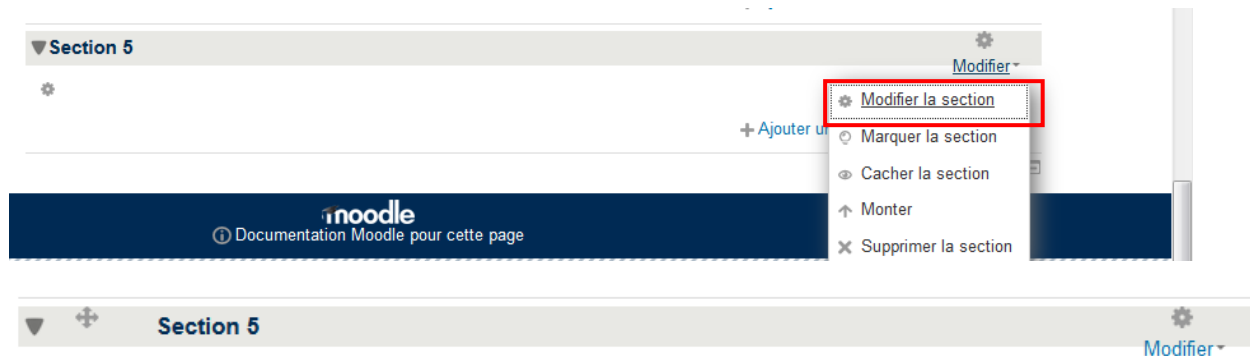 Section 5
Modifier
Modifier la section
Ajouter u
Marquer la section
Cacher la section
moodle
Monter
Documentation Moodle pour cette page
Supprimer la section
Section 5
Modifier